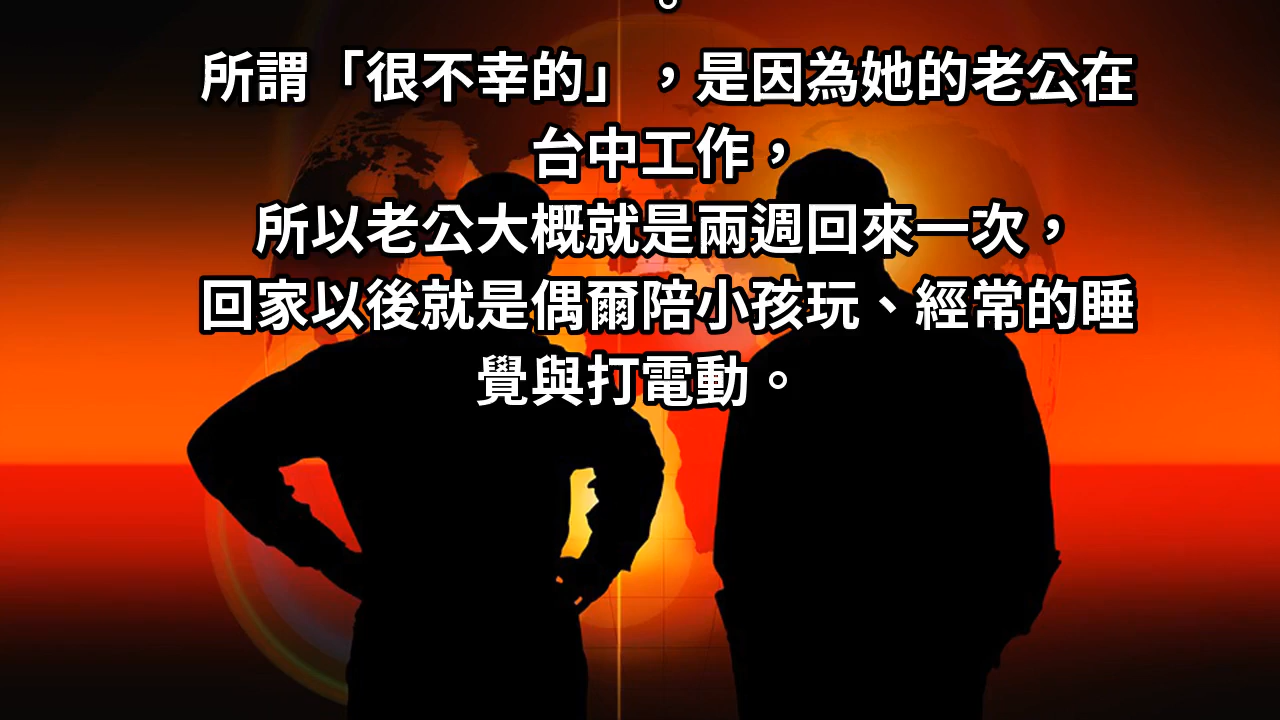 。
所謂「很不幸的」，是因為她的老公在
台中工作，
所以老公大概就是兩週回來一次，
回家以後就是偶爾陪小孩玩、經常的睡
覺與打電動。